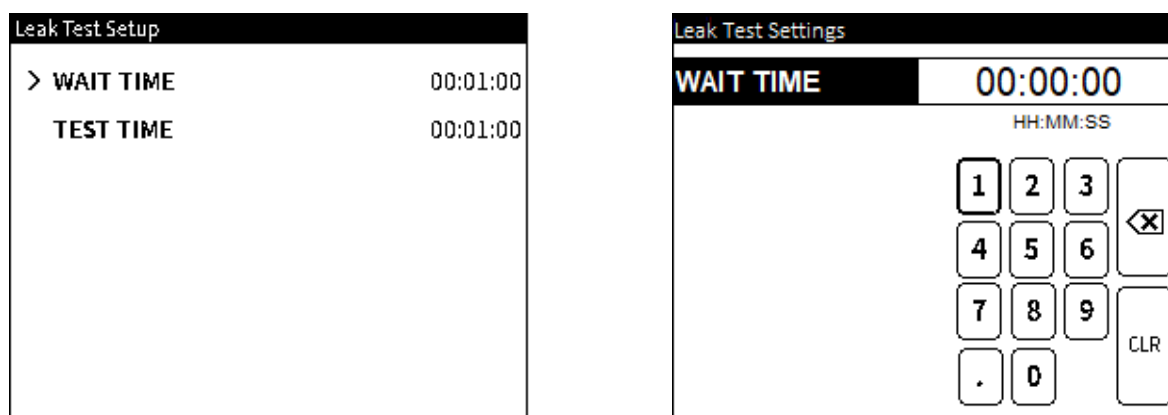 Leak Test Setup
> WAIT TIME 00:01:00
TEST TIME 00:01:00
Leak Test Settings
WAIT TIME 00:00:00
HH:MM:SS
1 2 3
4 5 6
7 8 9
CLR
. 0